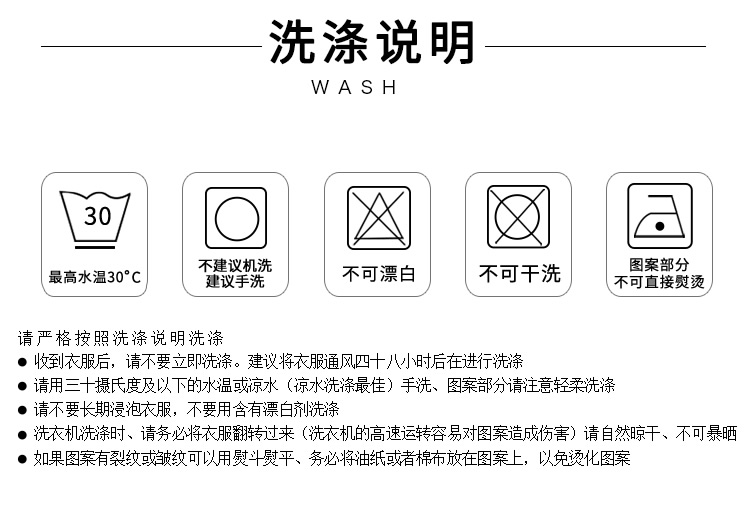 洗涤说明
WASH
30
最高水温30°C
不建议机洗
建议手洗
不可漂白
不可干洗
图案部分
不可直接熨烫
请严格按照洗涤说明洗涤
● 收到衣服后，请不要立即洗涤。建议将衣服通风四十八小时后在进行洗涤
● 请用三十摄氏度及以下的水温或凉水（凉水洗涤最佳）手洗、图案部分请注意轻柔洗涤
● 请不要长期浸泡衣服，不要用含有漂白剂洗涤
● 洗衣机洗涤时、请务必将衣服翻转过来（洗衣机的高速运转容易对图案造成伤害）请自然晾干、不可暴晒
● 如果图案有裂纹或皱纹可以用熨斗熨平、务必将油纸或者棉布放在图案上，以免烫化图案